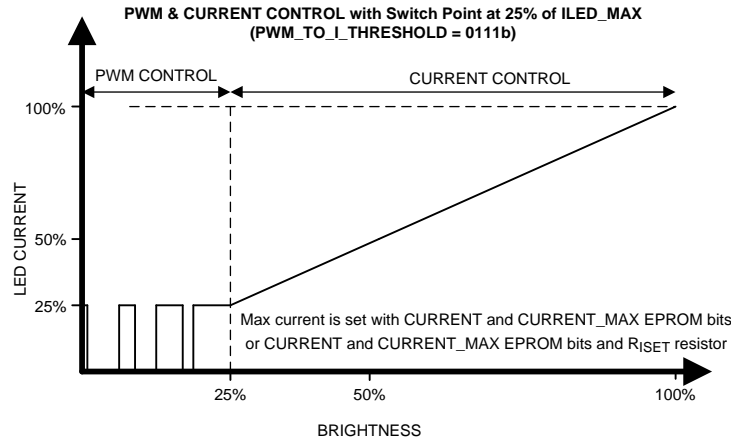 PWM & CURRENT CONTROL with Switch Point at 25% of ILED_MAX
(PWM_TO_I_THRESHOLD = 0111b)
PWM CONTROL
CURRENT CONTROL
100%
50%
25%
LED CURRENT
Max current is set with CURRENT and CURRENT_MAX EPROM bits
or CURRENT and CURRENT_MAX EPROM bits and RISET resistor
25%
50%
100%
BRIGHTNESS